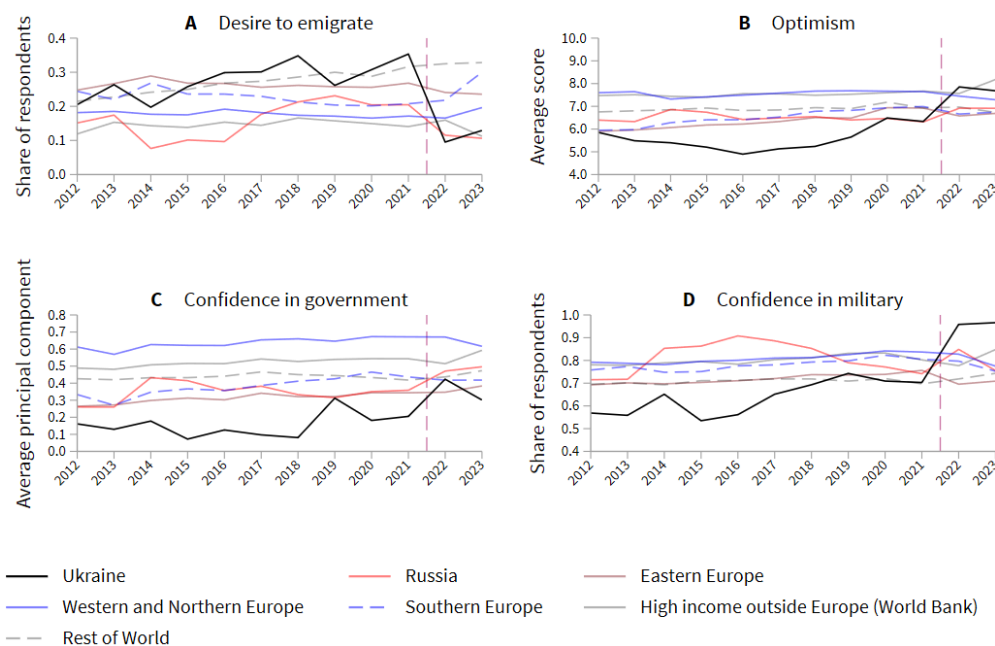 A Desire to emigrate
Share of respondents
0.4
0.3
0.2
0.1
0.0
2012 2013 2014 2015 2016 2017 2018 2019 2020 2021 2022 2023
B Optimism
Average score
10.0
9.0
8.0
7.0
6.0
5.0
4.0
2012 2013 2014 2015 2016 2017 2018 2019 2020 2021 2022 2023
C Confidence in government
Average principal component
0.8
0.7
0.6
0.5
0.4
0.3
0.2
0.1
0.0
2012 2013 2014 2015 2016 2017 2018 2019 2020 2021 2022 2023
D Confidence in military
Share of respondents
1.0
0.9
0.8
0.7
0.6
0.5
0.4
2012 2013 2014 2015 2016 2017 2018 2019 2020 2021 2022 2023
Ukraine Russia Eastern Europe
Western and Northern Europe Southern Europe High income outside Europe (World Bank)
Rest of World